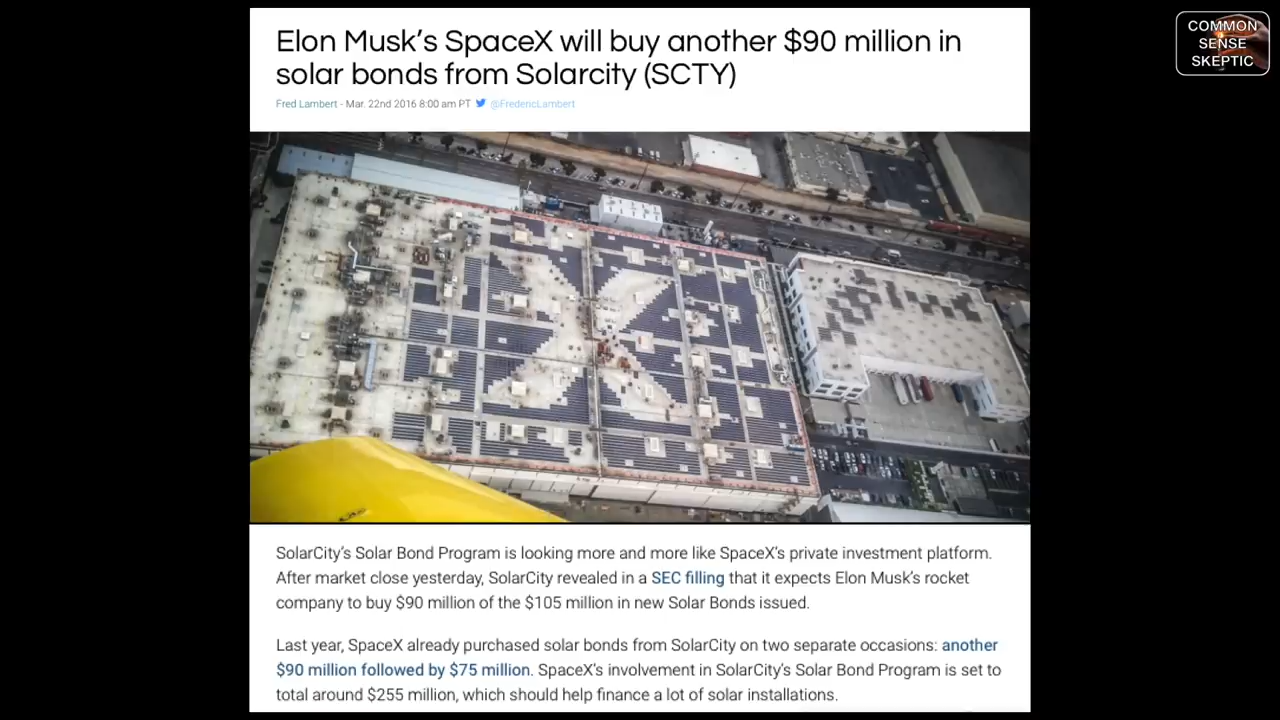 Elon Musk’s SpaceX will buy another $90 million in
solar bonds from Solarcity (SCTY)
Fred Lambert - Mar. 22nd 2016 8:00 am PT @FredericLambert
COMMON
SENSE
SKEPTIC
SolarCity’s Solar Bond Program is looking more and more like SpaceX’s private investment platform.
After market close yesterday, SolarCity revealed in a SEC filling that it expects Elon Musk’s rocket
company to buy $90 million of the $105 million in new Solar Bonds issued.
Last year, SpaceX already purchased solar bonds from SolarCity on two separate occasions: another
$90 million followed by $75 million. SpaceX’s involvement in SolarCity’s Solar Bond Program is set to
total around $255 million, which should help finance a lot of solar installations.